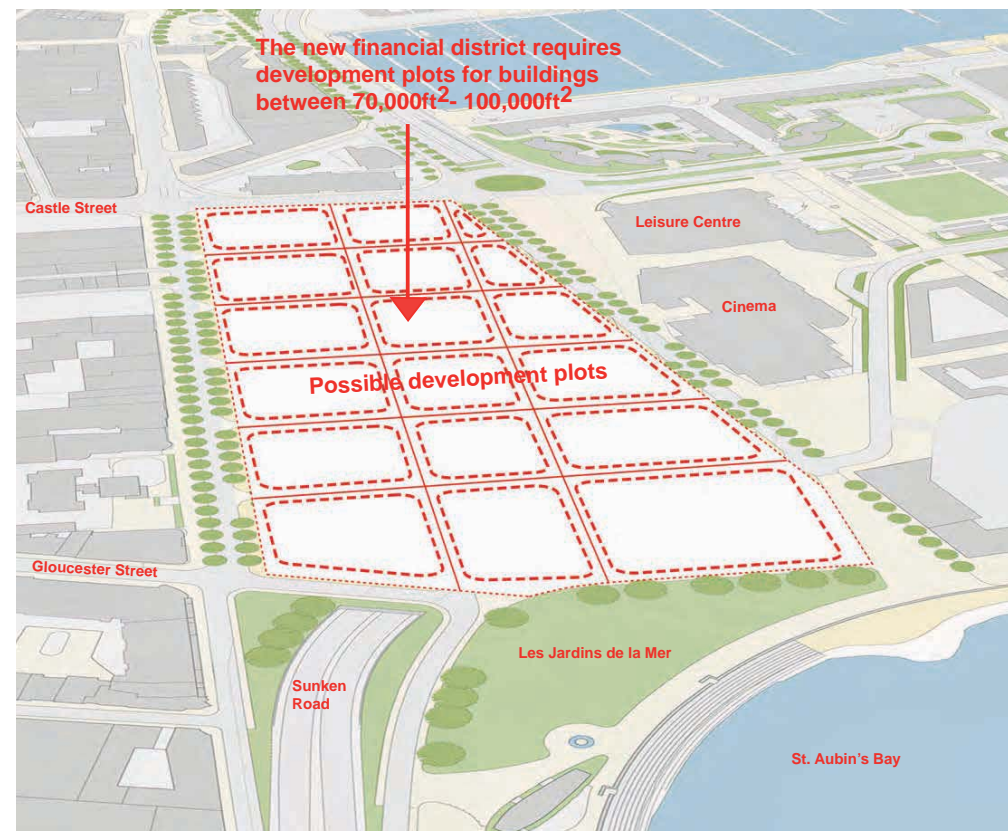 The new financial district requires
development plots for buildings
between 70,000ft2- 100,000ft2
Castle Street
Leisure Centre
Cinema
Possible development plots
Gloucester Street
Les Jardins de la Mer
Sunken
Road
St. Aubin's Bay